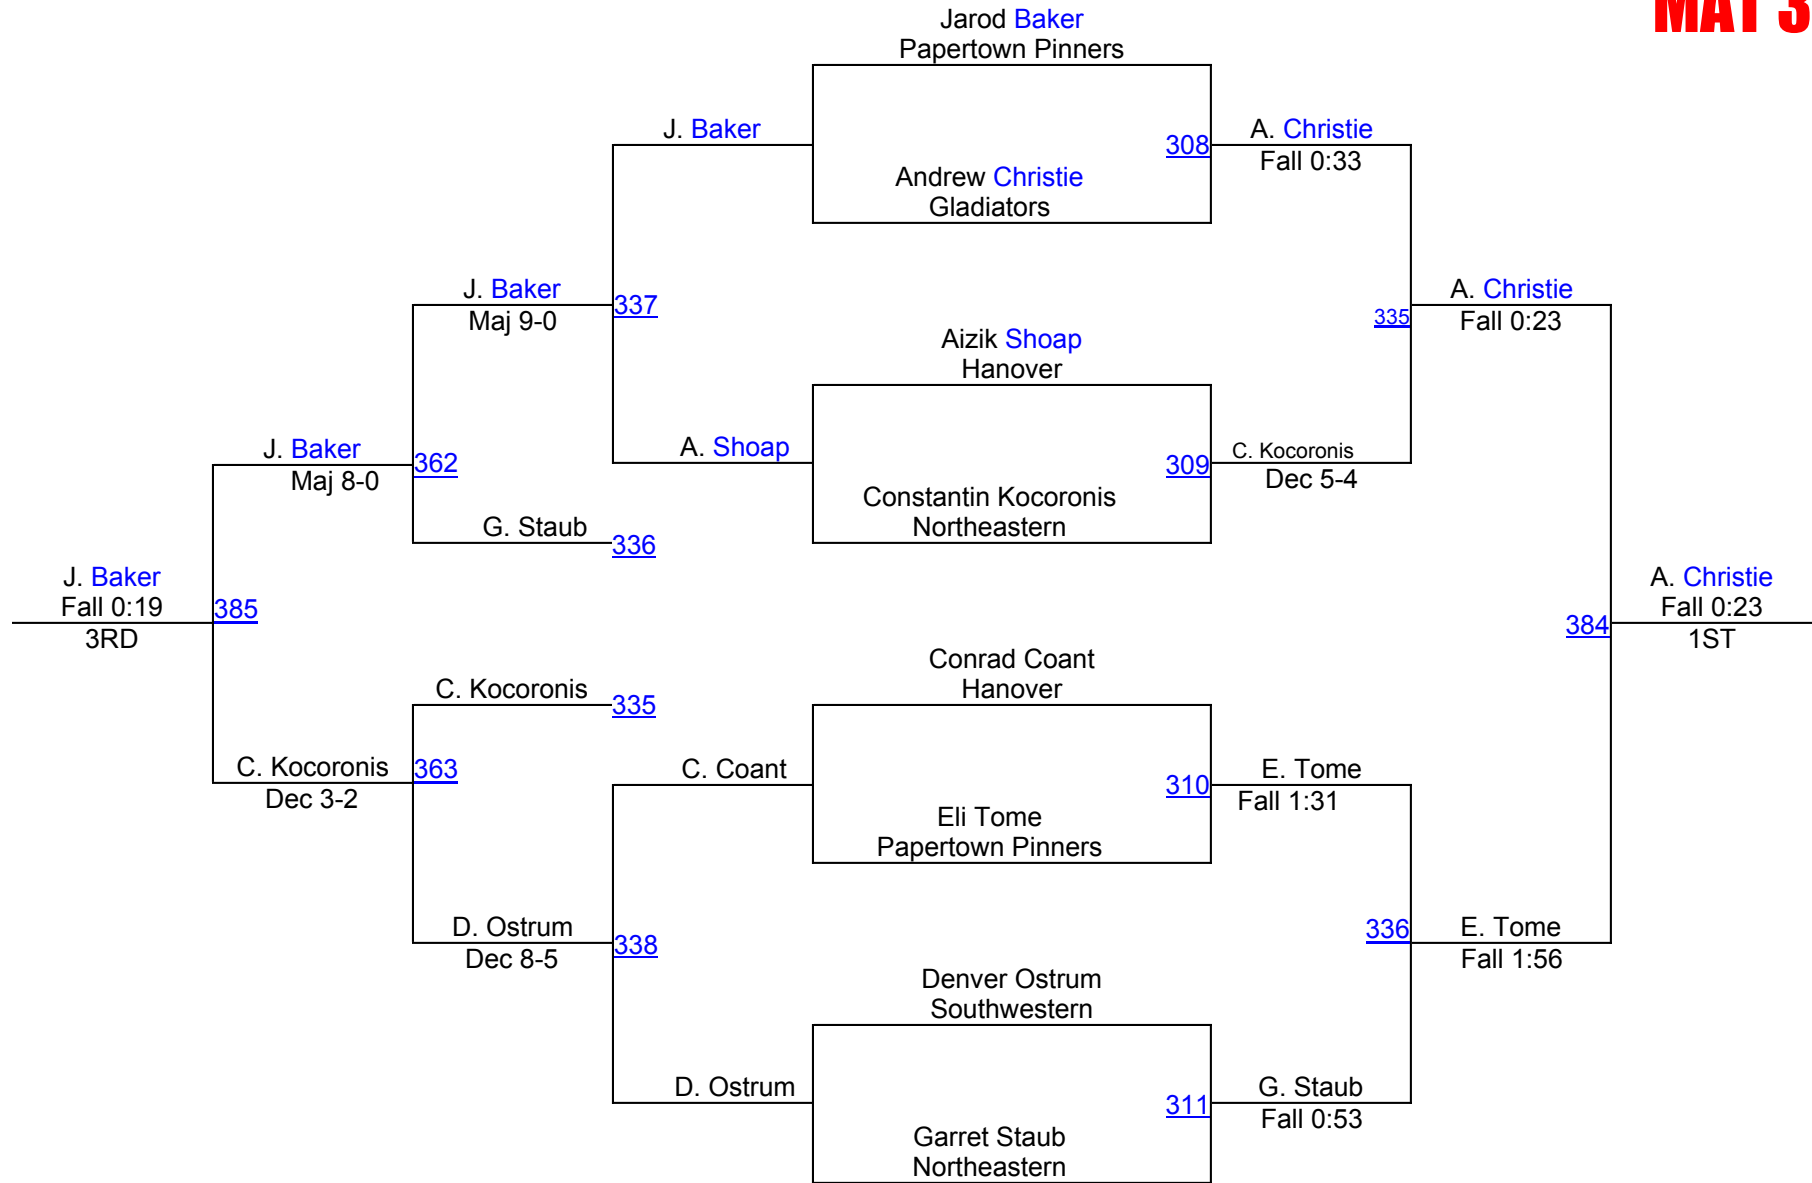 MAT 3
Jarod Baker
Papertown Pinners
J. Baker
308
A. Christie
Fall 0:33
Andrew Christie
Gladiators
J. Baker
Maj 9-0
337
A. Christie
Fall 0:23
335
Aizik Shoap
Hanover
J. Baker
Maj 8-0
362
A. Shoap
309
C. Kocoronis
Dec 5-4
Constantin Kocoronis
Northeastern
G. Staub
336
J. Baker
Fall 0:19
3RD
385
384
A. Christie
Fall 0:23
1ST
Conrad Coant
Hanover
C. Kocoronis
335
C. Kocoronis
Dec 3-2
363
C. Coant
310
E. Tome
Fall 1:31
Eli Tome
Papertown Pinners
D. Ostrum
Dec 8-5
338
336
E. Tome
Fall 1:56
Denver Ostrum
Southwestern
D. Ostrum
311
G. Staub
Fall 0:53
Garret Staub
Northeastern